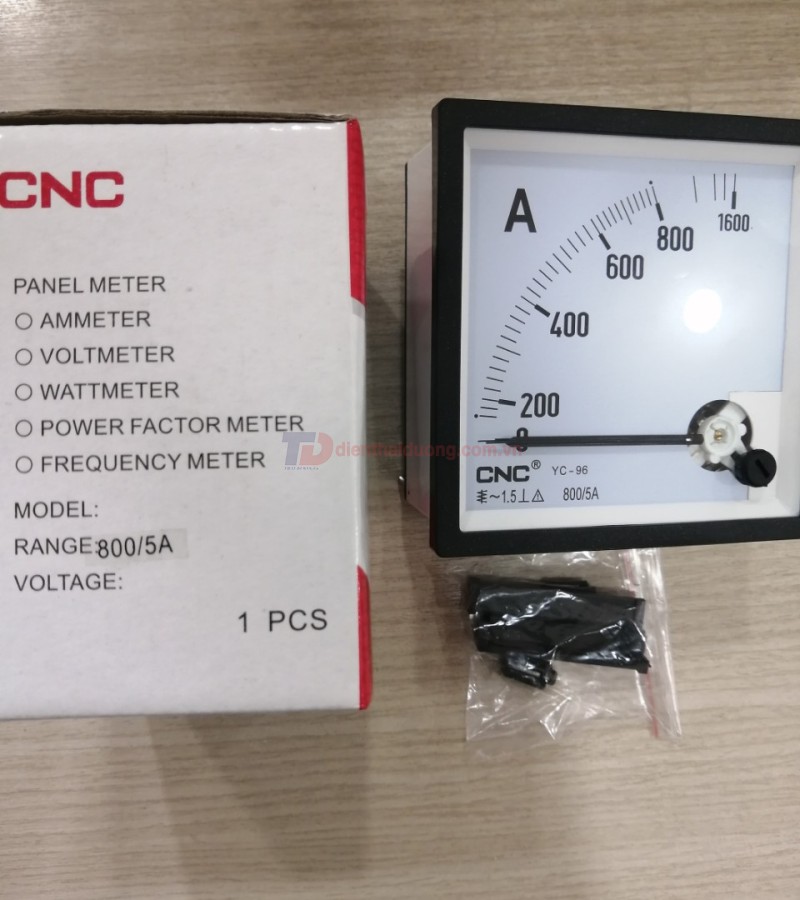 CNC
PANEL METER
AMMETER
VOLTMETER
WATTMETER
POWER FACTOR METER
FREQUENCY METER
MODEL:
RANGE: 800/5A
VOLTAGE:
1 PCS
A
0
200
400
600
800
1600
CNC® YC-96
~1.5⊥ 800/5A
TD